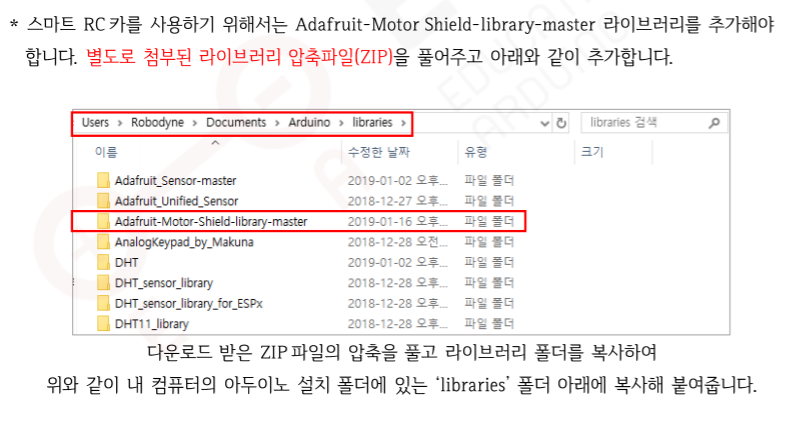 * 스마트 RC카를 사용하기 위해서는 Adafruit-Motor Shield-library-master 라이브러리를 추가해야
합니다. 별도로 첨부된 라이브러리 압축파일(ZIP)을 풀어주고 아래와 같이 추가합니다.
Users > Robodyne > Documents > Arduino > libraries >
libraries 검색
이름 수정한 날짜 유형 크기
Adafruit_Sensor-master 2019-01-02 오후... 파일 폴더
Adafruit_Unified_Sensor 2018-12-27 오후... 파일 폴더
Adafruit-Motor-Shield-library-master 2019-01-16 오후... 파일 폴더
AnalogKeypad_by_Makuna 2018-12-28 오전... 파일 폴더
DHT 2019-01-02 오후... 파일 폴더
DHT_sensor_library 2018-12-28 오후... 파일 폴더
DHT_sensor_library_for_ESPx 2018-12-28 오후... 파일 폴더
DHT11_library 2018-12-28 오후... 파일 폴더
다운로드 받은 ZIP 파일의 압축을 풀고 라이브러리 폴더를 복사하여
위와 같이 내 컴퓨터의 아두이노 설치 폴더에 있는 ‘libraries’ 폴더 아래에 복사해 붙여줍니다.